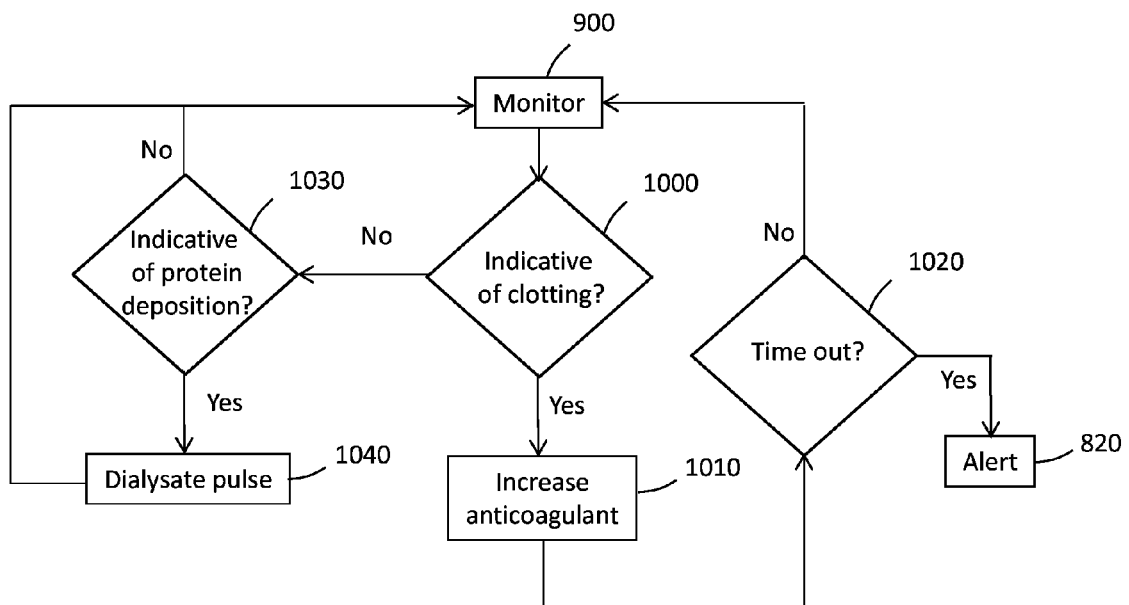 900
Monitor
No
1030
1000
Indicative
of protein
deposition?
No
Indicative
of clotting?
No
1020
Time out?
Yes
Yes
Yes
Dialysate pulse
1040
Increase
anticoagulant
1010
Alert
820